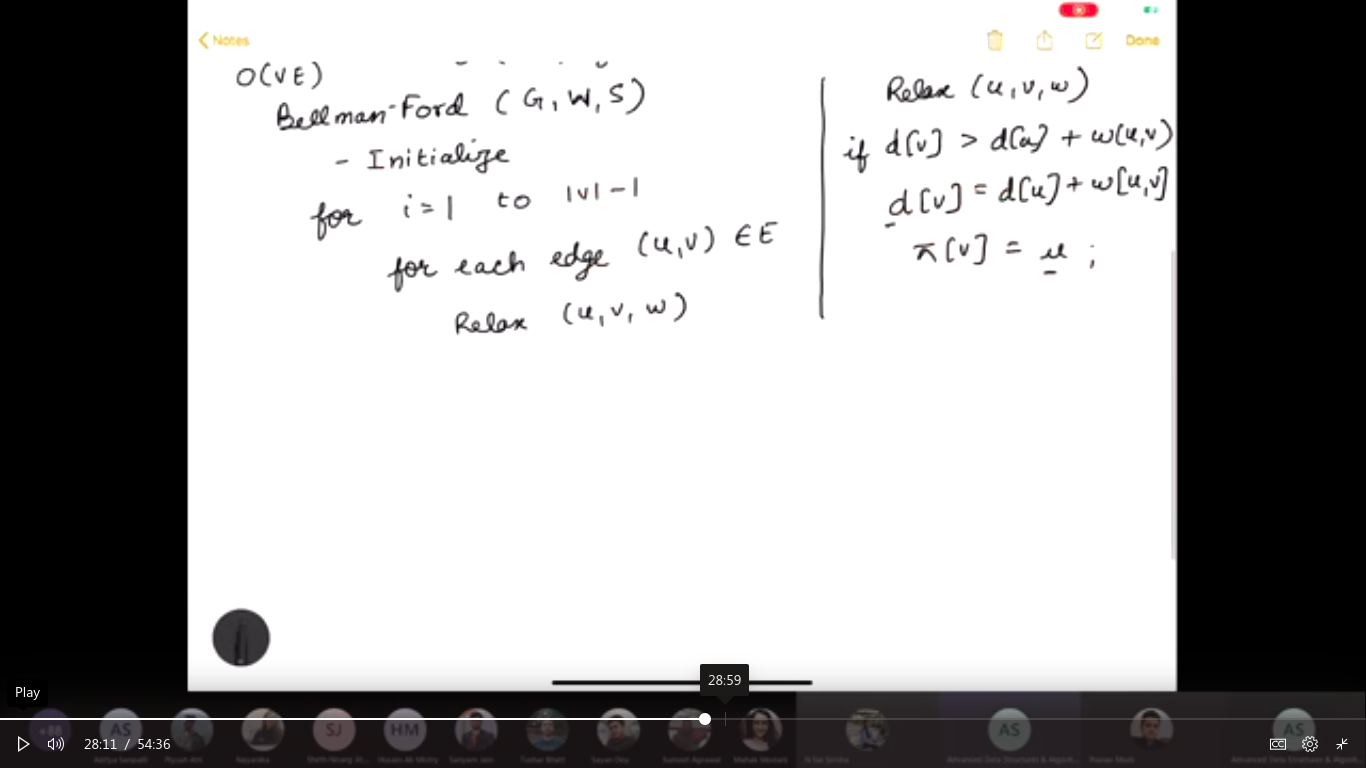 Notes
Done
O(VE)
Bellman-Ford (G, W, S)
- Initialize
for i = 1 to |v| - 1
for each edge (u,v) ∈ E
Relax (u, v, w)
Relax (u, v, w)
if d[v] > d[u] + w(u,v)
d[v] = d[u] + w[u,v]
π[v] = u ;
28:59
Play
AS
SJ
HM
AS
AS
28:11 / 54:36
CC